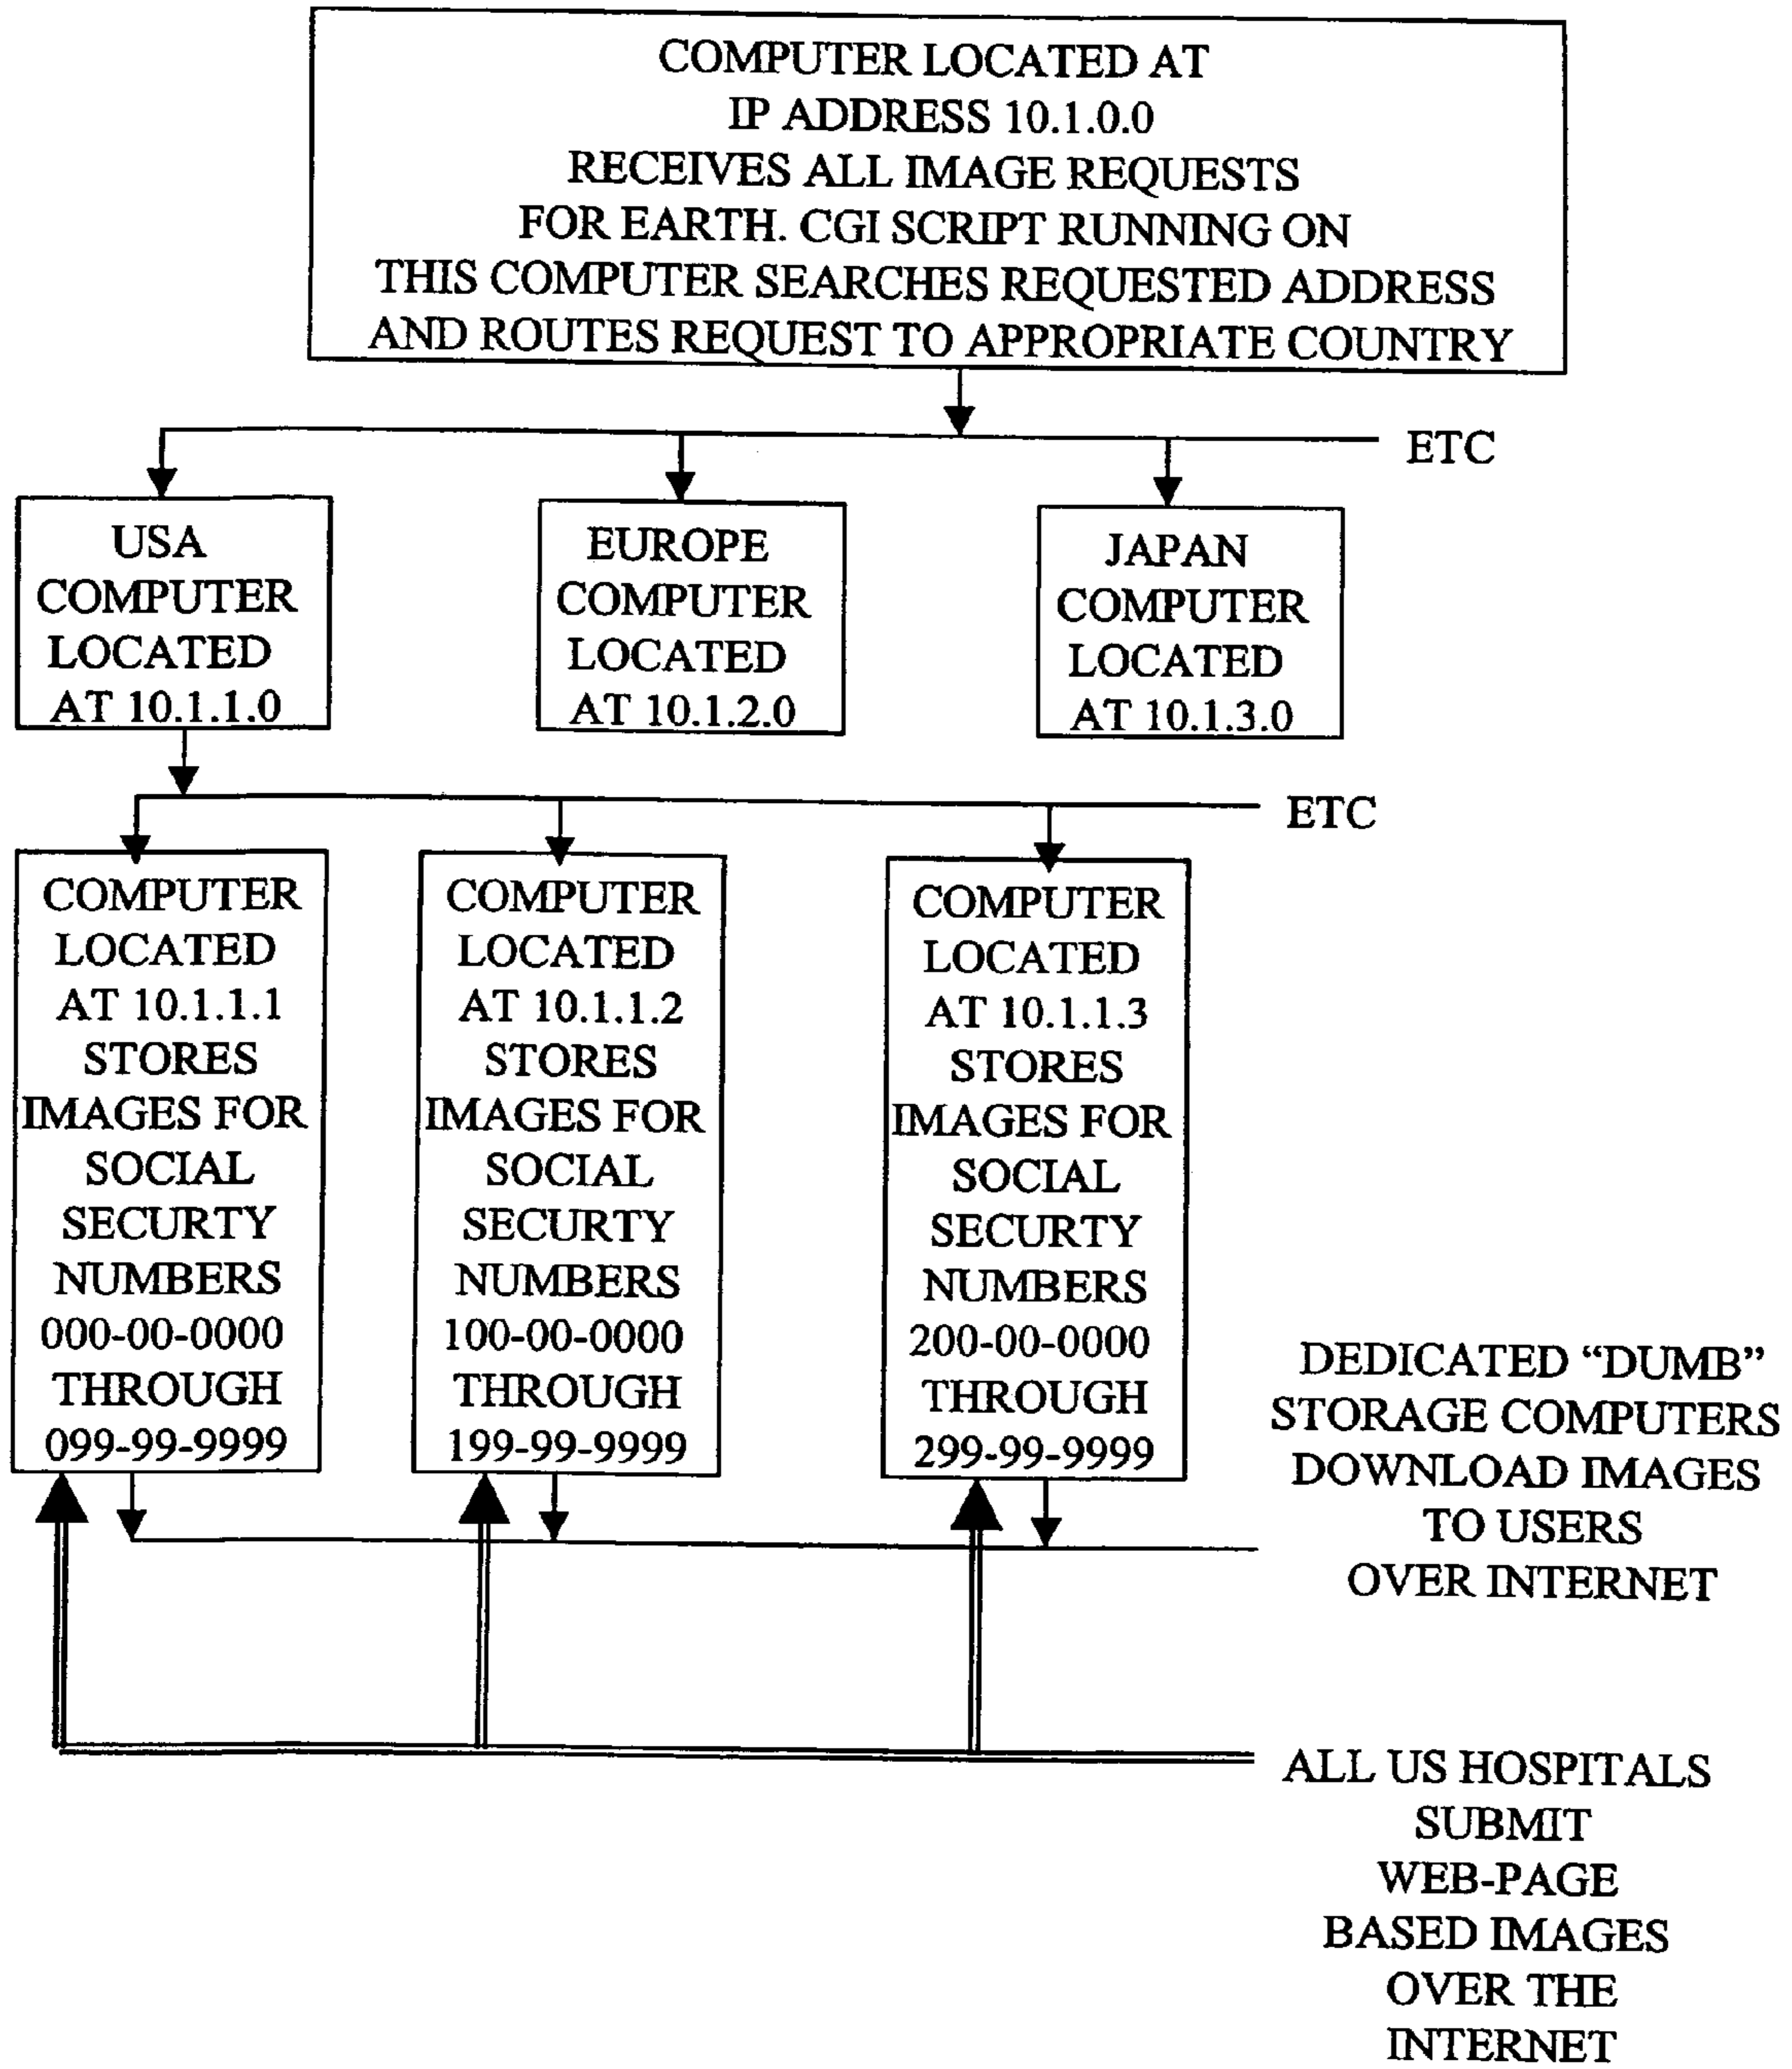 COMPUTER LOCATED AT
IP ADDRESS 10.1.0.0
RECEIVES ALL IMAGE REQUESTS
FOR EARTH. CGI SCRIPT RUNNING ON
THIS COMPUTER SEARCHES REQUESTED ADDRESS
AND ROUTES REQUEST TO APPROPRIATE COUNTRY
ETC
USA
COMPUTER
LOCATED
AT 10.1.1.0
EUROPE
COMPUTER
LOCATED
AT 10.1.2.0
JAPAN
COMPUTER
LOCATED
AT 10.1.3.0
ETC
COMPUTER
LOCATED
AT 10.1.1.1
STORES
IMAGES FOR
SOCIAL
SECURTY
NUMBERS
000-00-0000
THROUGH
099-99-9999
COMPUTER
LOCATED
AT 10.1.1.2
STORES
IMAGES FOR
SOCIAL
SECURTY
NUMBERS
100-00-0000
THROUGH
199-99-9999
COMPUTER
LOCATED
AT 10.1.1.3
STORES
IMAGES FOR
SOCIAL
SECURTY
NUMBERS
200-00-0000
THROUGH
299-99-9999
DEDICATED “DUMB”
STORAGE COMPUTERS
DOWNLOAD IMAGES
TO USERS
OVER INTERNET
ALL US HOSPITALS
SUBMIT
WEB-PAGE
BASED IMAGES
OVER THE
INTERNET